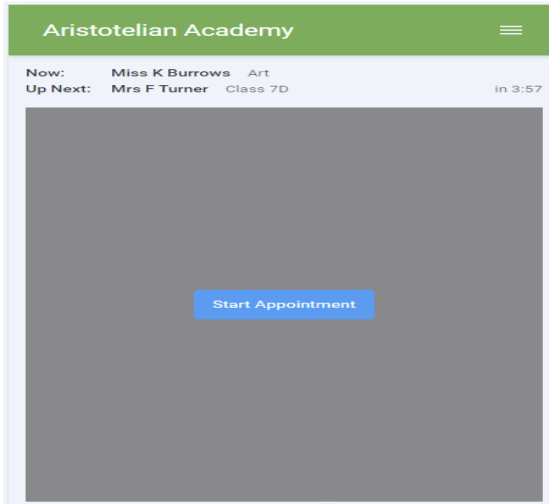 Aristotelian Academy
Now: Miss K Burrows Art
Up Next: Mrs F Turner Class 7D in 3:57
Start Appointment